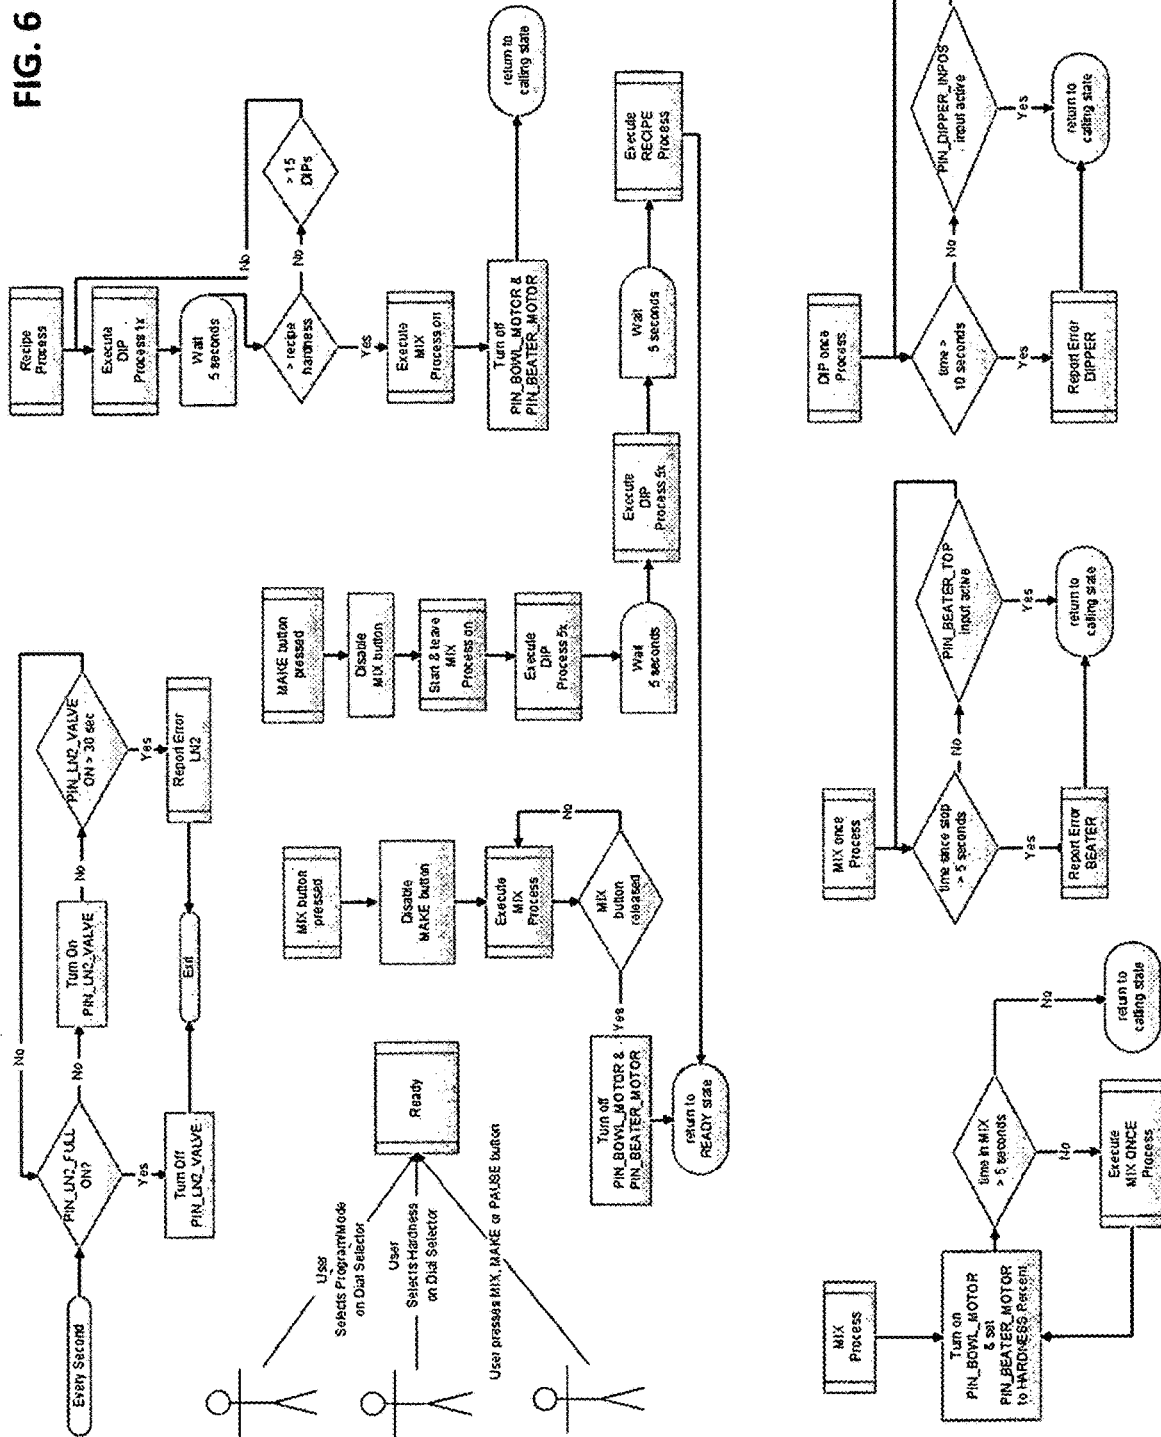 FIG. 6
Every Second
PIN_LN2_FULL
ON?
No
Yes
Turn Off
PIN_LN2_VALVE
Turn On
PIN_LN2_VALVE
No
PIN_LN2_VALVE
ON > 30 sec
No
Yes
Report Error
LN2
Exit
Recipe
Process
Execute
DIP
Process 1x
Wait
5 seconds
> recipe
hardness
No
> 15
DIPs
No
Yes
Execute
MIX
Process on
Turn off
PIN_BOWL_MOTOR &
PIN_BEATER_MOTOR
return to
calling state
User
Selects Program/Mode
on Dial Selector
User
Selects Hardness
on Dial Selector
User presses MIX, MAKE or PAUSE button
Ready
MIX button
pressed
Disable
MAKE button
Execute
MIX
Process
MIX
button
released
No
Yes
Turn off
PIN_BOWL_MOTOR &
PIN_BEATER_MOTOR
return to
READY state
MAKE button
pressed
Disable
MIX button
Start & leave
MIX
Process on
Execute
DIP
Process 5x
Wait
5 seconds
Execute
DIP
Process 5x
Wait
5 seconds
Execute
RECIPE
Process
MIX
Process
Turn on
PIN_BOWL_MOTOR
& set
PIN_BEATER_MOTOR
to HARDNESS Percent
time in MIX
> 5 seconds
No
No
Execute
MIX ONCE
Process
return to
calling state
MIX once
Process
time since stop
> 5 seconds
No
Yes
PIN_BEATER_TOP
input active
Yes
Report Error
BEATER
return to
calling state
DIP once
Process
time >
10 seconds
No
Yes
PIN_DIPPER_INPOS
input active
Yes
Report Error
DIPPER
return to
calling state